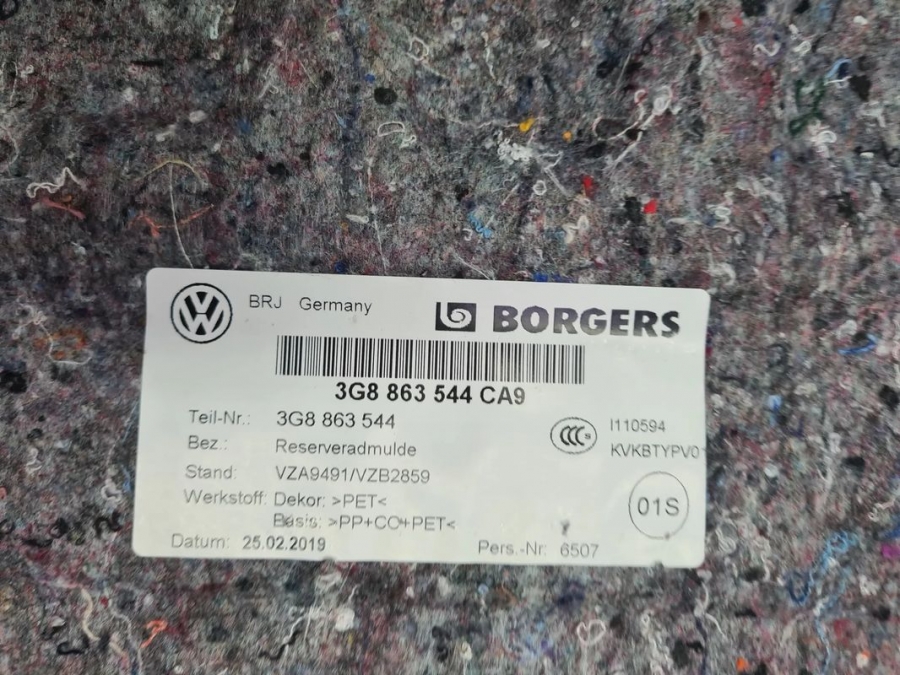 BRJ Germany
BORGERS
3G8 863 544 CA9
Teil-Nr.: 3G8 863 544
I110594
Bez.: Reserveradmulde
KVKBTYPV0
Stand: VZA9491/VZB2859
Werkstoff: Dekor: >PET<
Basis: >PP+CO+PET<
01S
Datum: 25.02.2019
Pers.-Nr: 6507